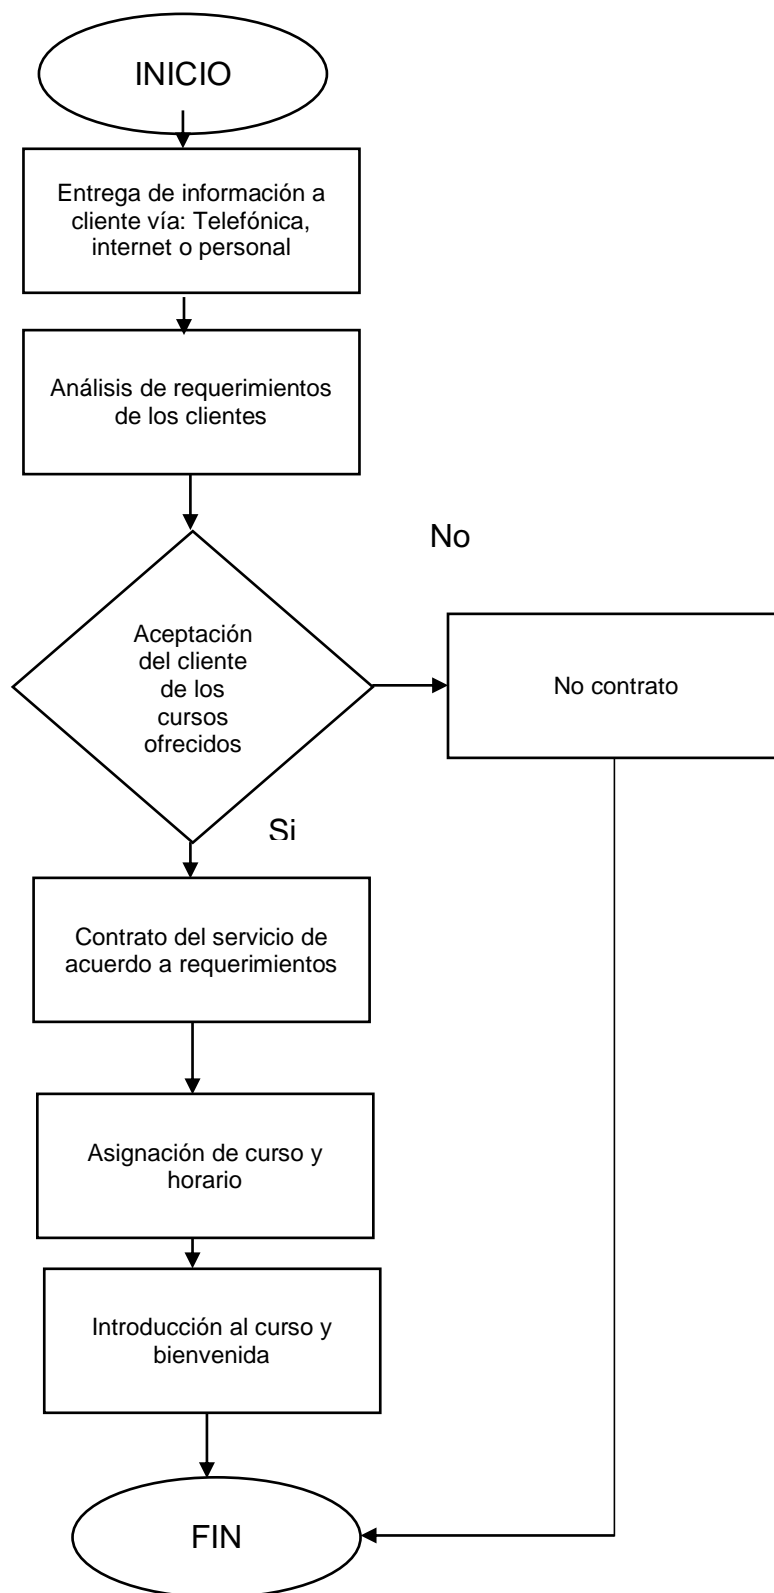 INICIO
Entrega de información a
cliente vía: Telefónica,
internet o personal
Análisis de requerimientos
de los clientes
No
Aceptación
del cliente
de los
cursos
ofrecidos
No contrato
Si
Contrato del servicio de
acuerdo a requerimientos
Asignación de curso y
horario
Introducción al curso y
bienvenida
FIN